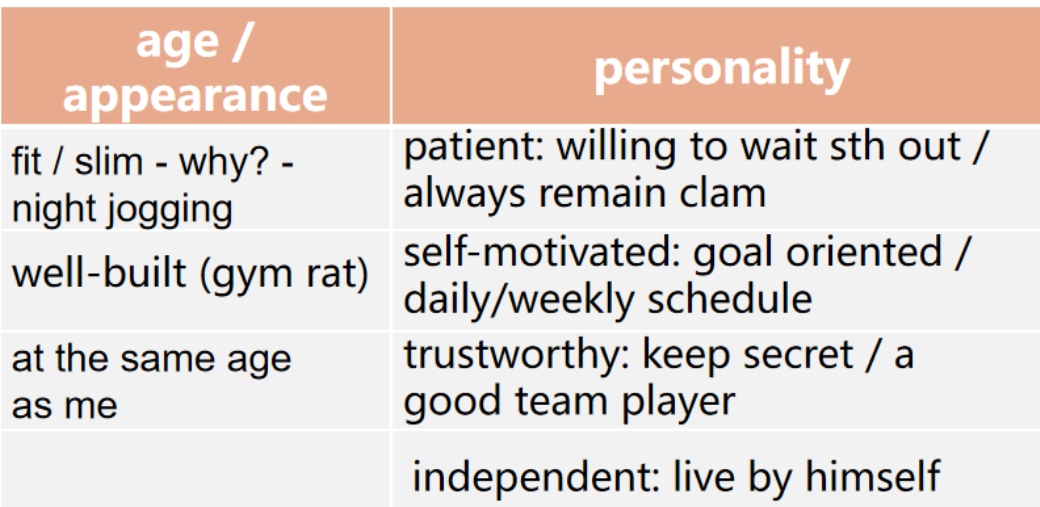 age /
appearance
personality
fit / slim - why? -
night jogging
patient: willing to wait sth out /
always remain clam
well-built (gym rat)
self-motivated: goal oriented /
daily/weekly schedule
at the same age
as me
trustworthy: keep secret / a
good team player
independent: live by himself